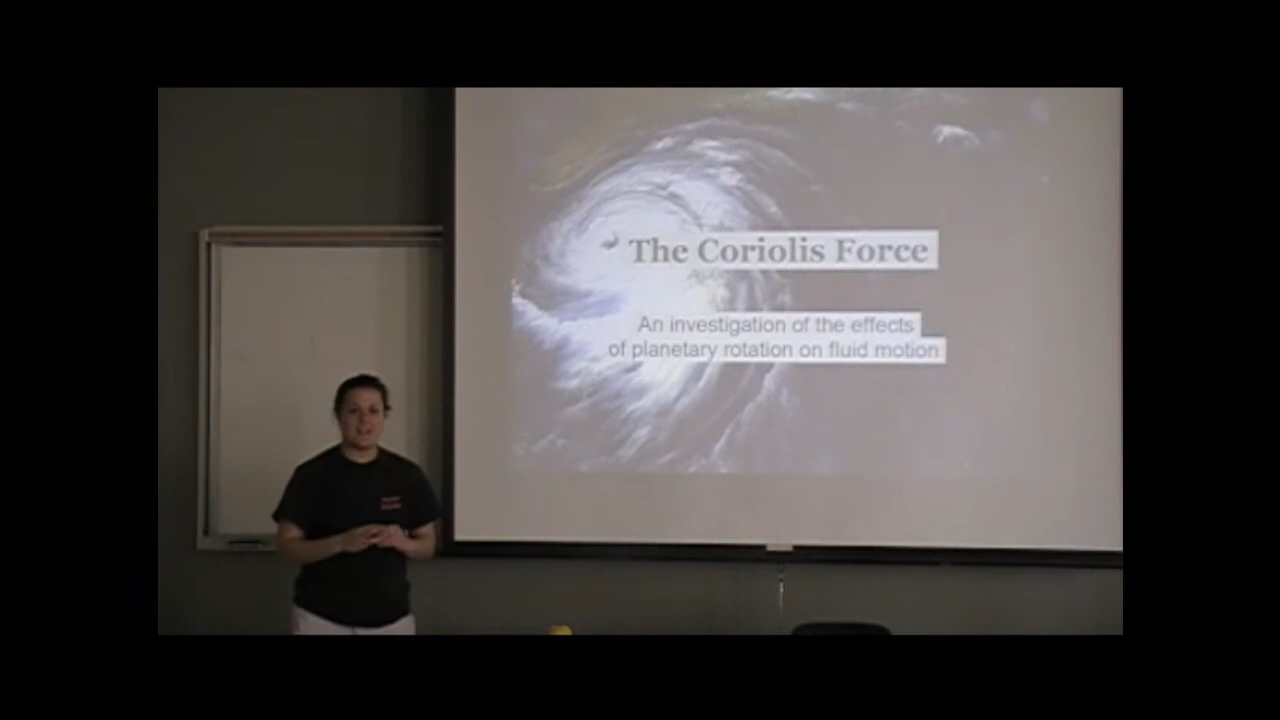 The Coriolis Force
An investigation of the effects
of planetary rotation on fluid motion